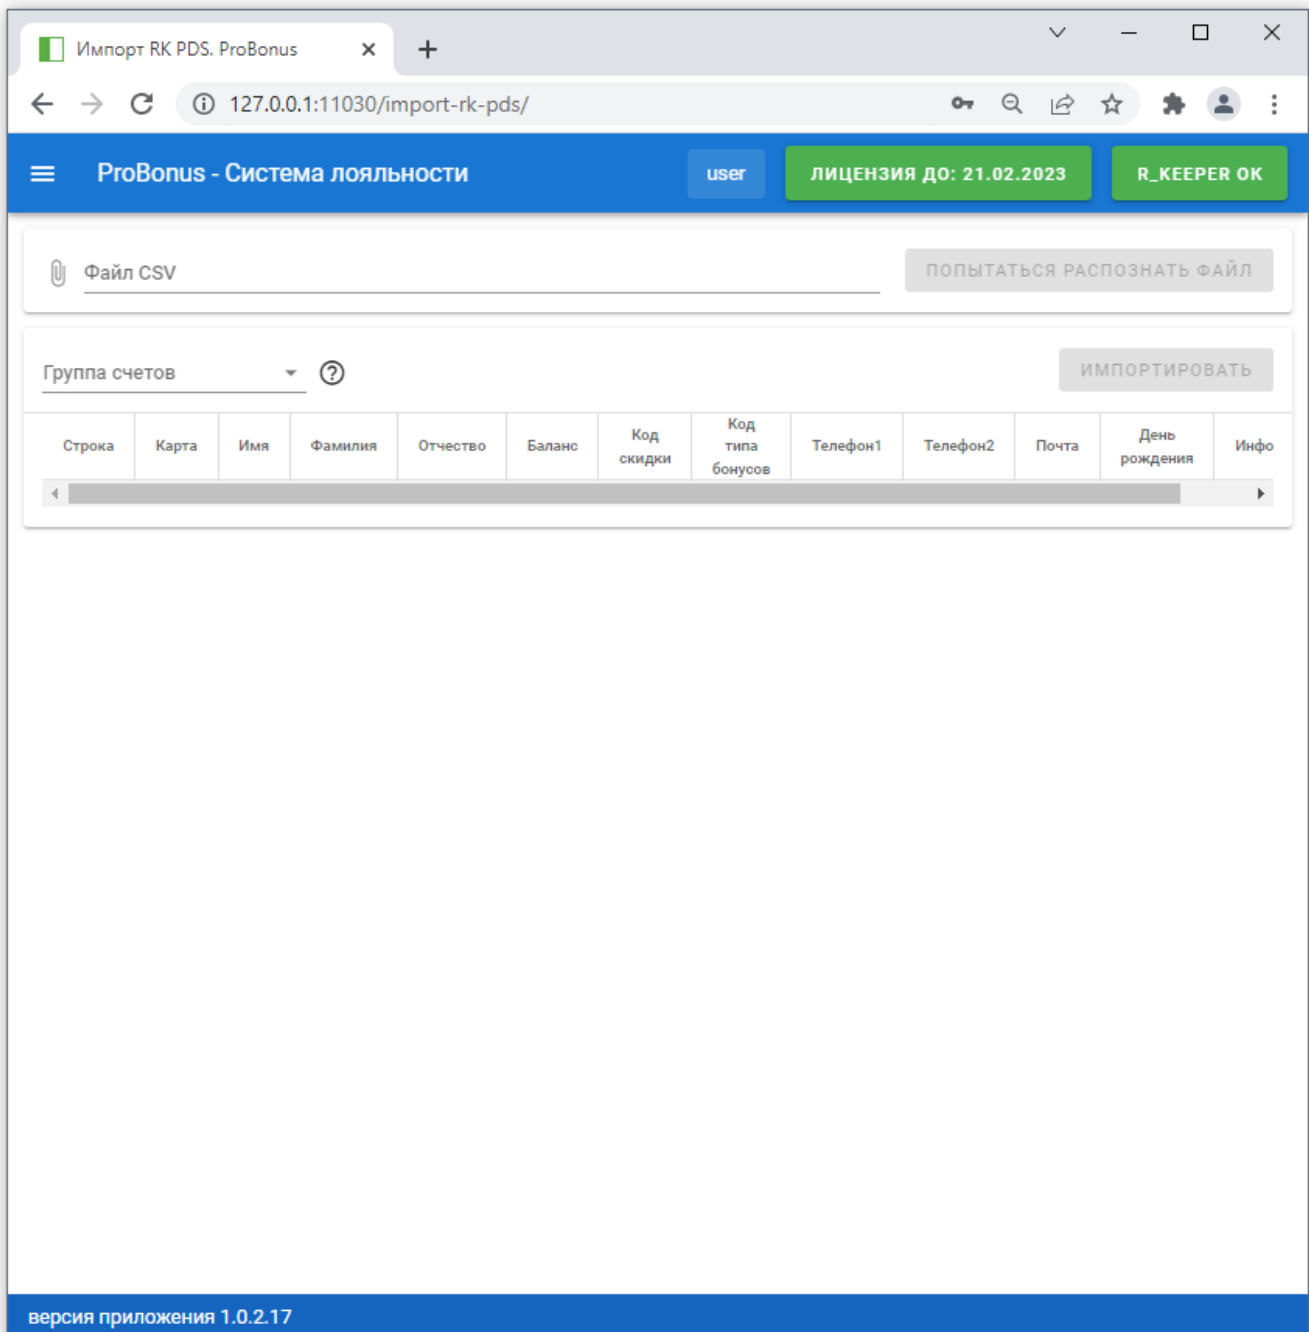 Импорт RK PDS. ProBonus
127.0.0.1:11030/import-rk-pds/
ProBonus - Система лояльности
user
ЛИЦЕНЗИЯ ДО: 21.02.2023
R_KEEPER OK
Файл CSV
ПОПЫТАТЬСЯ РАСПОЗНАТЬ ФАЙЛ
Группа счетов
ИМПОРТИРОВАТЬ
Строка
Карта
Имя
Фамилия
Отчество
Баланс
Код
скидки
Код
типа
бонусов
Телефон1
Телефон2
Почта
День
рождения
Инфо
версия приложения 1.0.2.17